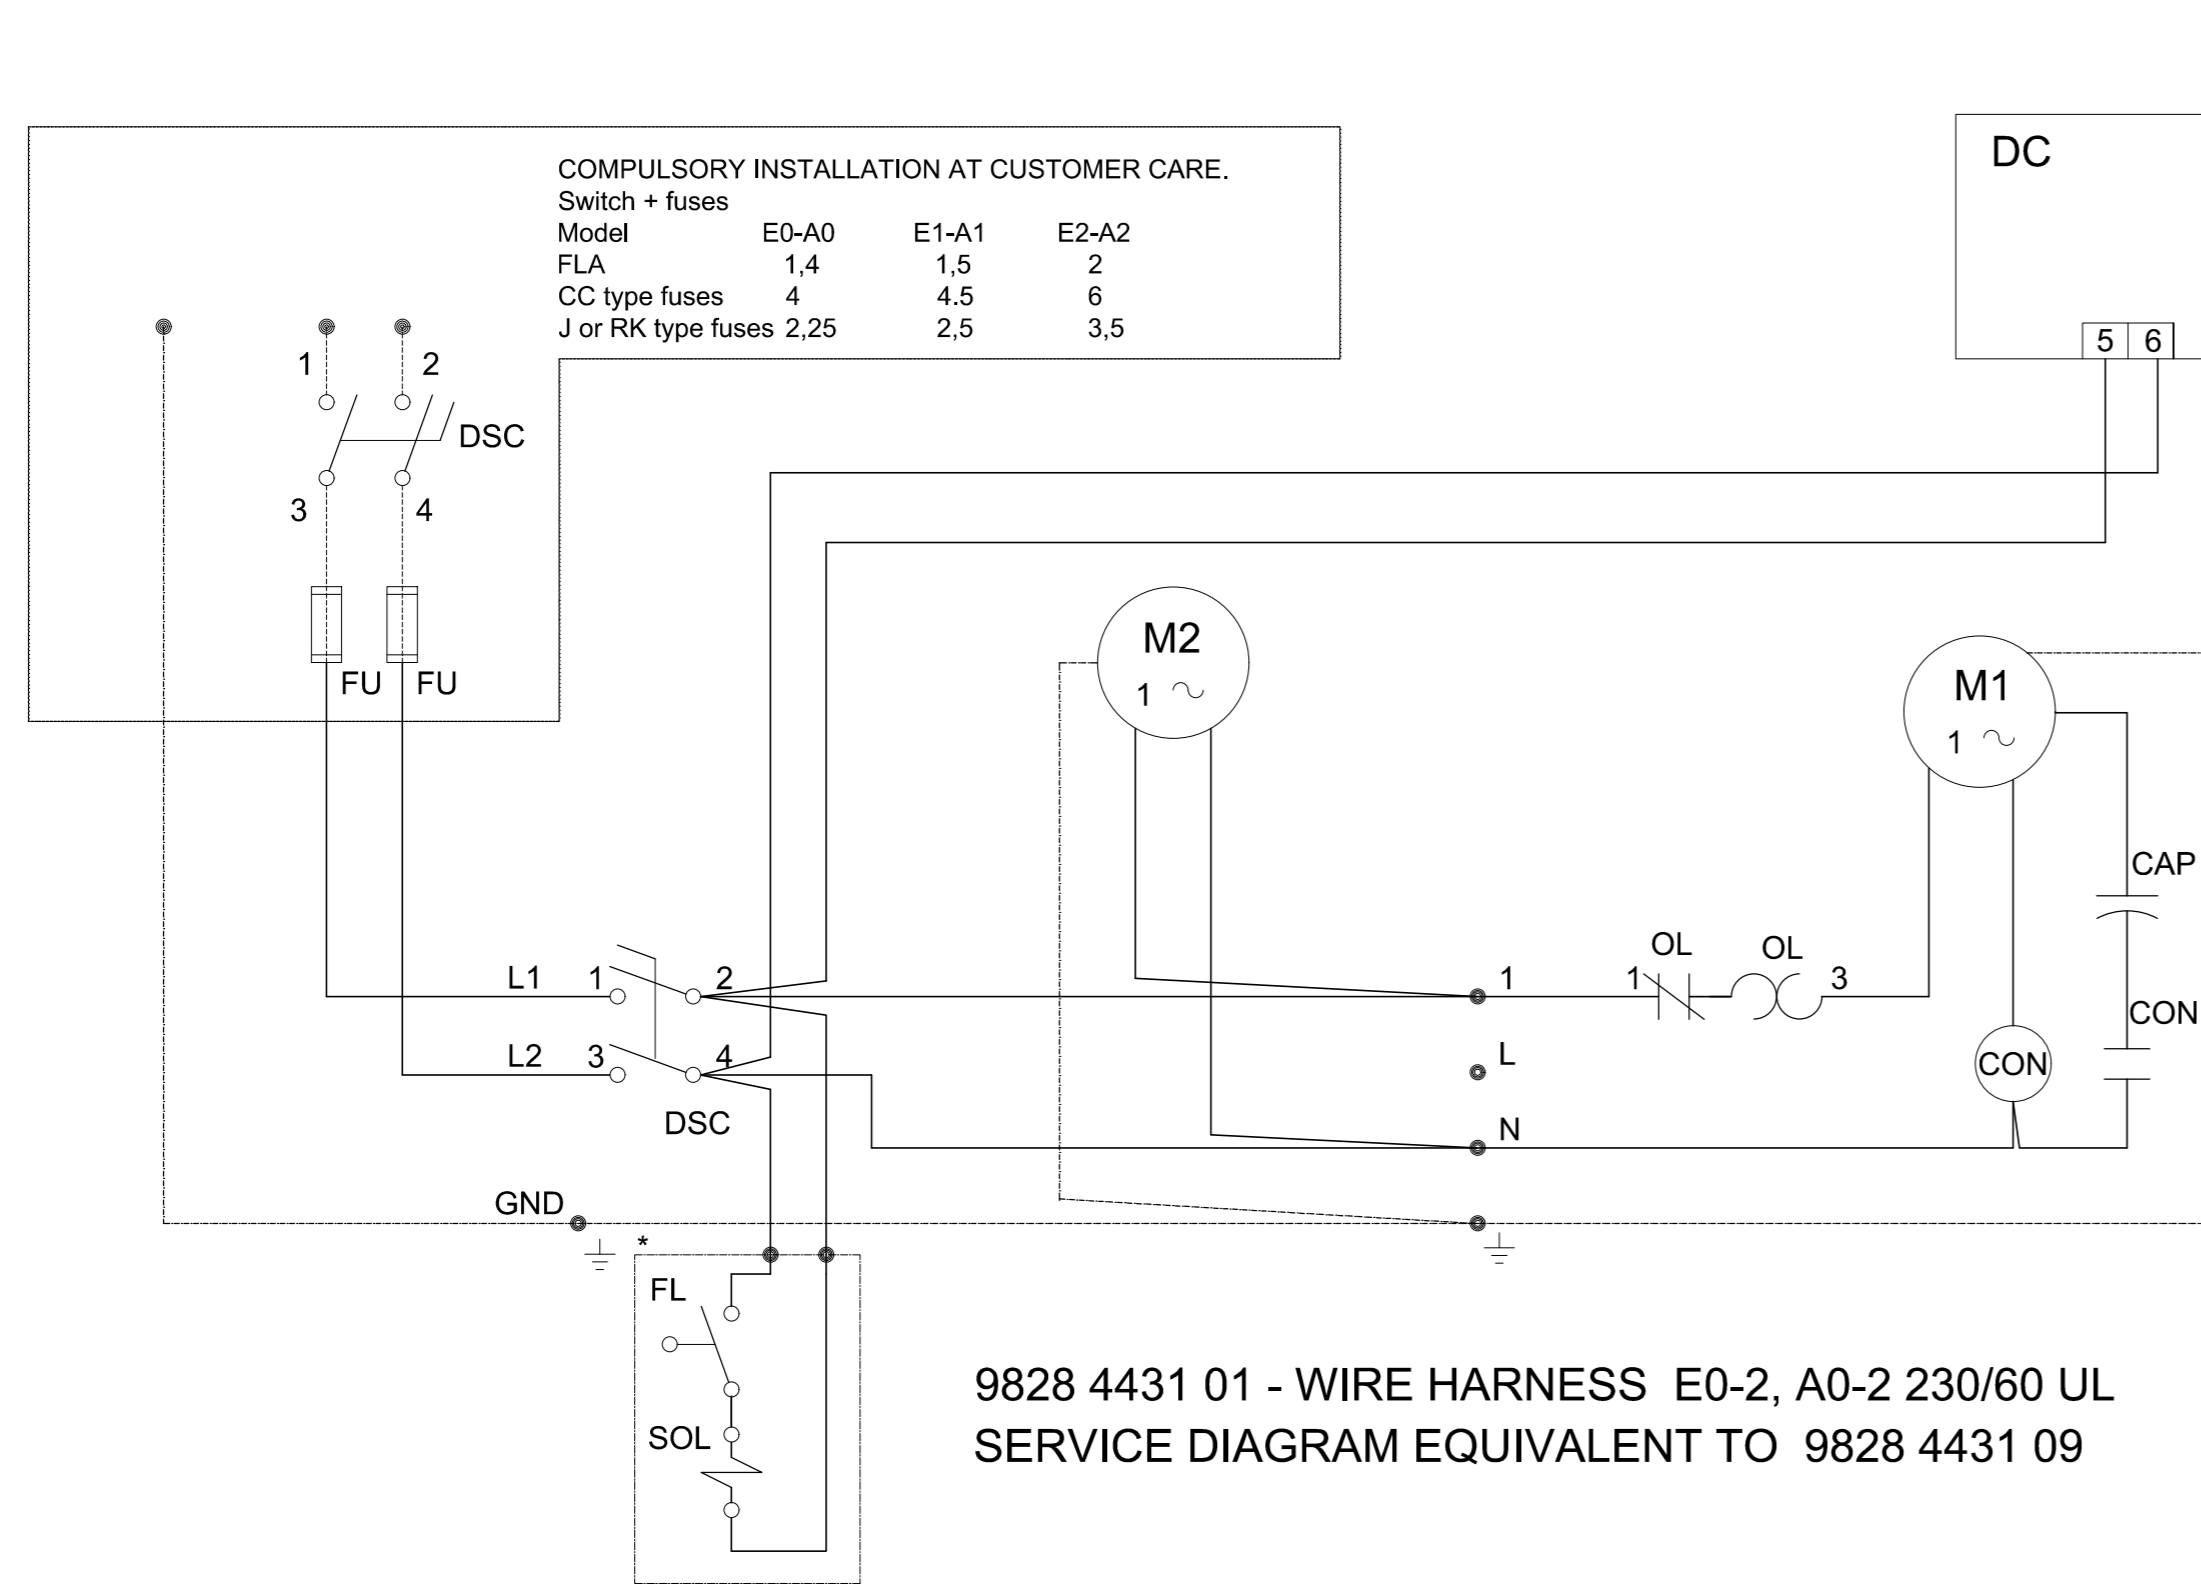 COMPULSORY INSTALLATION AT CUSTOMER CARE.
Switch + fuses
Model E0-A0 E1-A1 E2-A2
FLA 1,4 1,5 2
CC type fuses 4 4.5 6
J or RK type fuses 2,25 2,5 3,5
DC
5 6
1 2
DSC
3 4
FU FU
M2
1
M1
1
CAP
OL OL
L1 1 2 1 1 3
CON
L2 3 4 L CON
DSC N
GND
*
FL
SOL
9828 4431 01 - WIRE HARNESS E0-2, A0-2 230/60 UL
SERVICE DIAGRAM EQUIVALENT TO 9828 4431 09